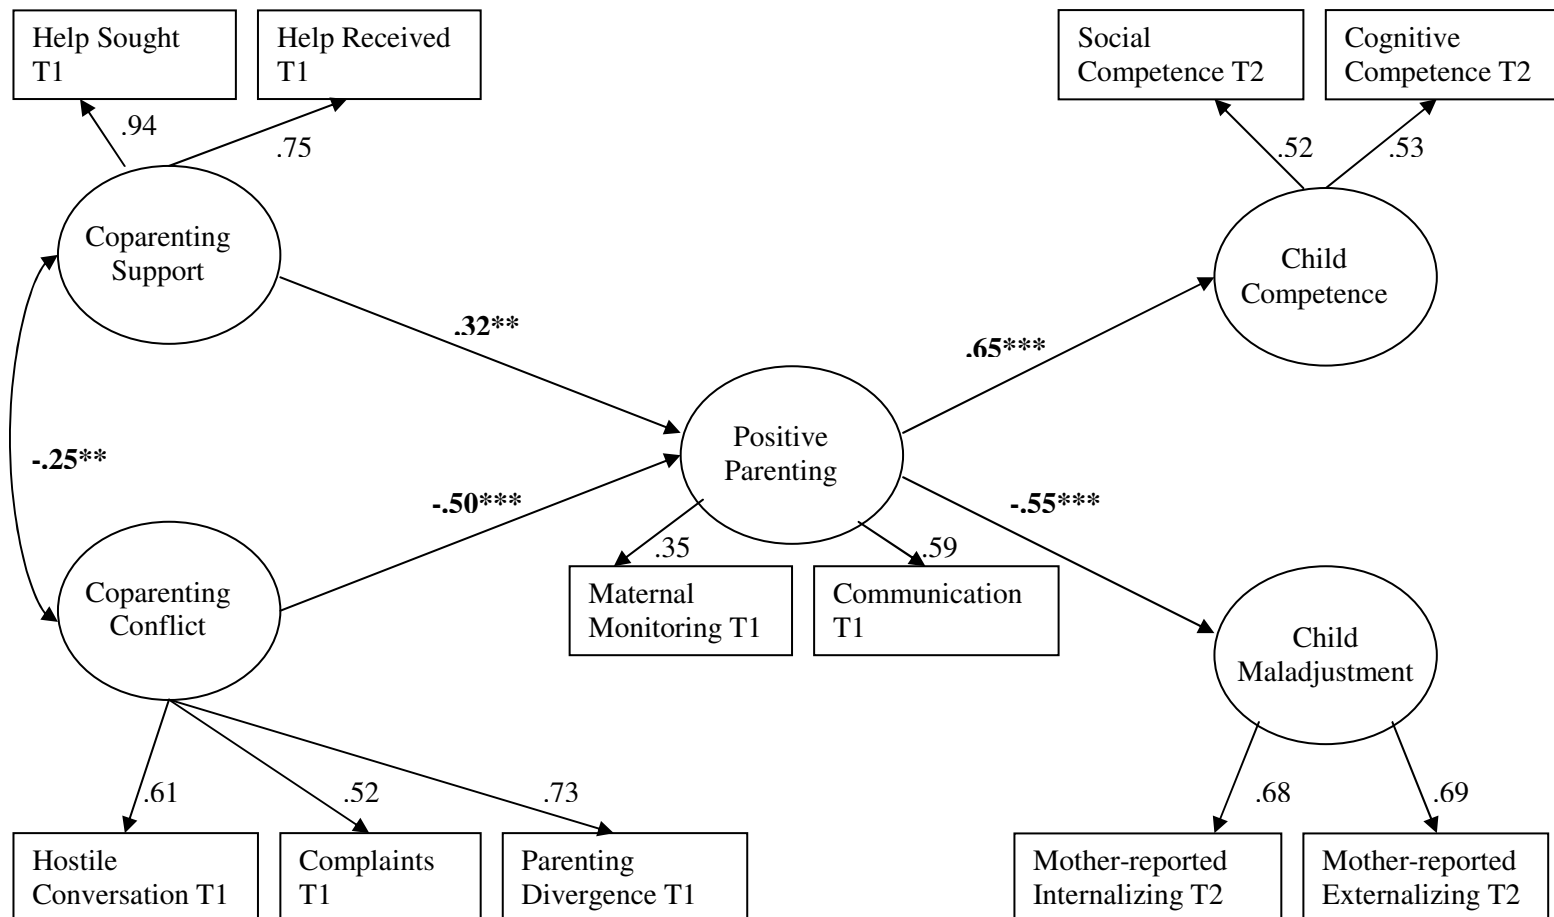 Help Sought
T1
Help Received
T1
Social
Competence T2
Cognitive
Competence T2
.94
.75
.52
.53
Coparenting
Support
Child
Competence
.32**
.65***
Positive
Parenting
-.25**
-.50***
-.55***
.35
.59
Coparenting
Conflict
Maternal
Monitoring T1
Communication
T1
Child
Maladjustment
.61
.52
.73
.68
.69
Hostile
Conversation T1
Complaints
T1
Parenting
Divergence T1
Mother-reported
Internalizing T2
Mother-reported
Externalizing T2